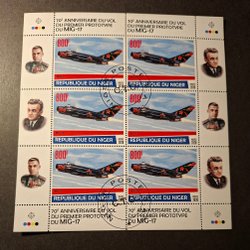 70e ANNIVERSAIRE DU VOL
DU PREMIER PROTOTYPE
DU MIG-17
70e ANNIVERSAIRE DU VOL
DU PREMIER PROTOTYPE
DU MIG-17
800F
800F
REPUBLIQUE DU NIGER
REPUBLIQUE DU NIGER
POSTE
800F
800F
REPUBLIQUE DU NIGER
REPUBLIQUE DU NIGER
800F
800F
REPUBLIQUE DU NIGER
REPUBLIQUE DU NIGER
POSTE
70e ANNIVERSAIRE DU VOL
DU PREMIER PROTOTYPE
DU MIG-17
70e ANNIVERSAIRE DU VOL
DU PREMIER PROTOTYPE
DU MIG-17